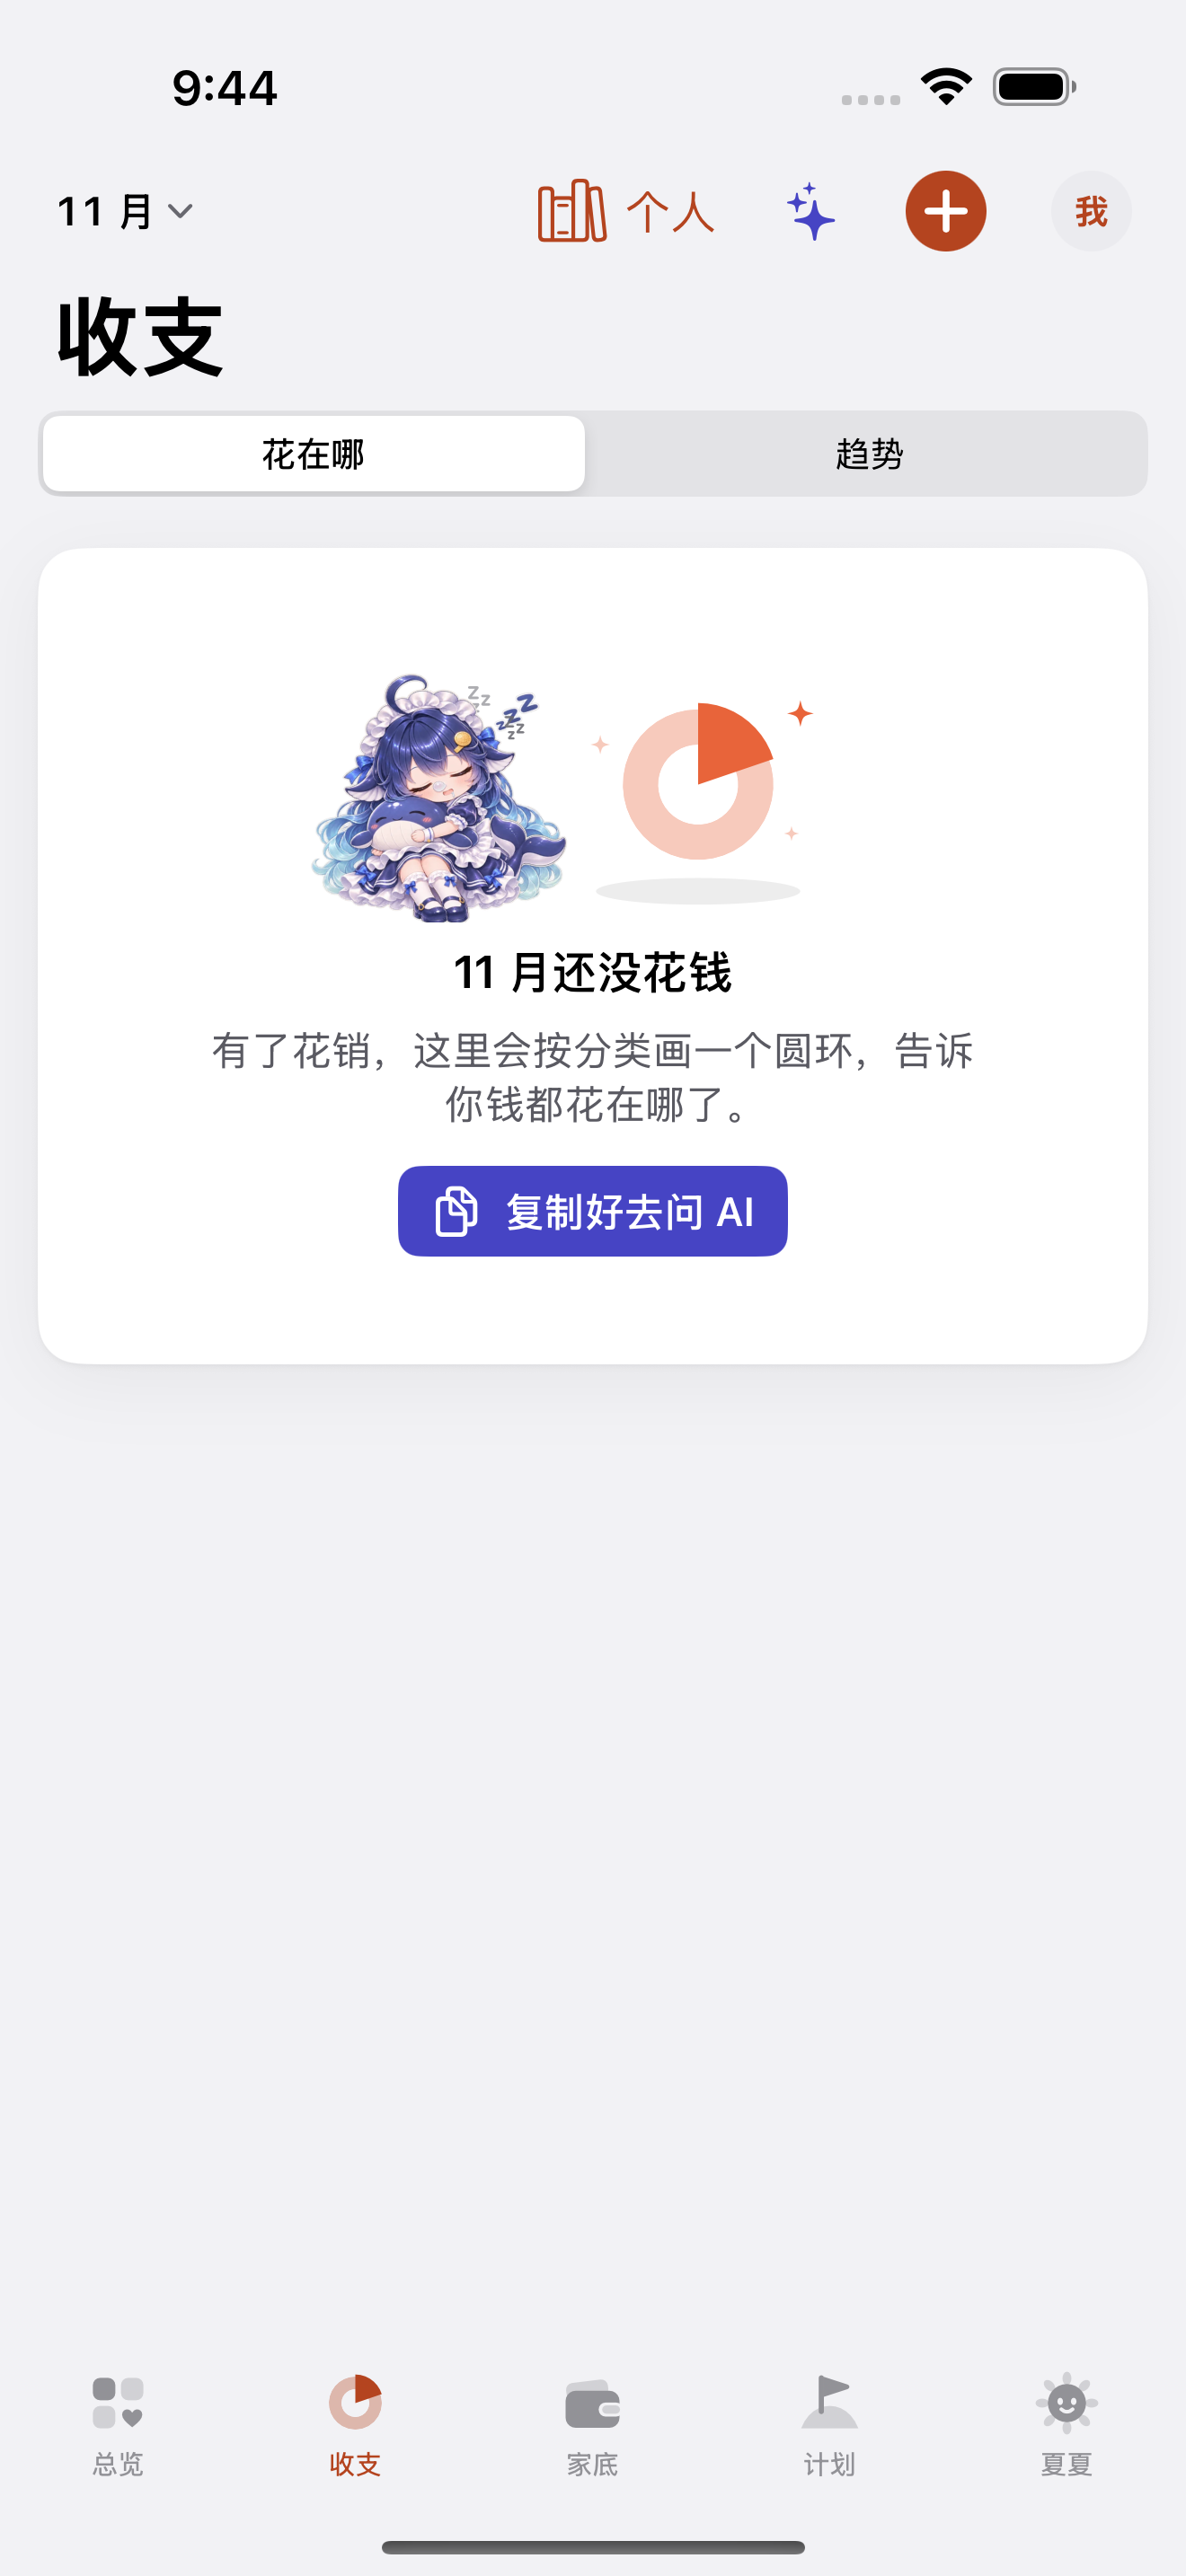 9:44
11 月
个人
我
收支
花在哪
趋势
z z z z z z z z
11 月还没花钱
有了花销，这里会按分类画一个圆环，告诉
你钱都花在哪了。
复制好去问 AI
总览
收支
家底
计划
夏夏